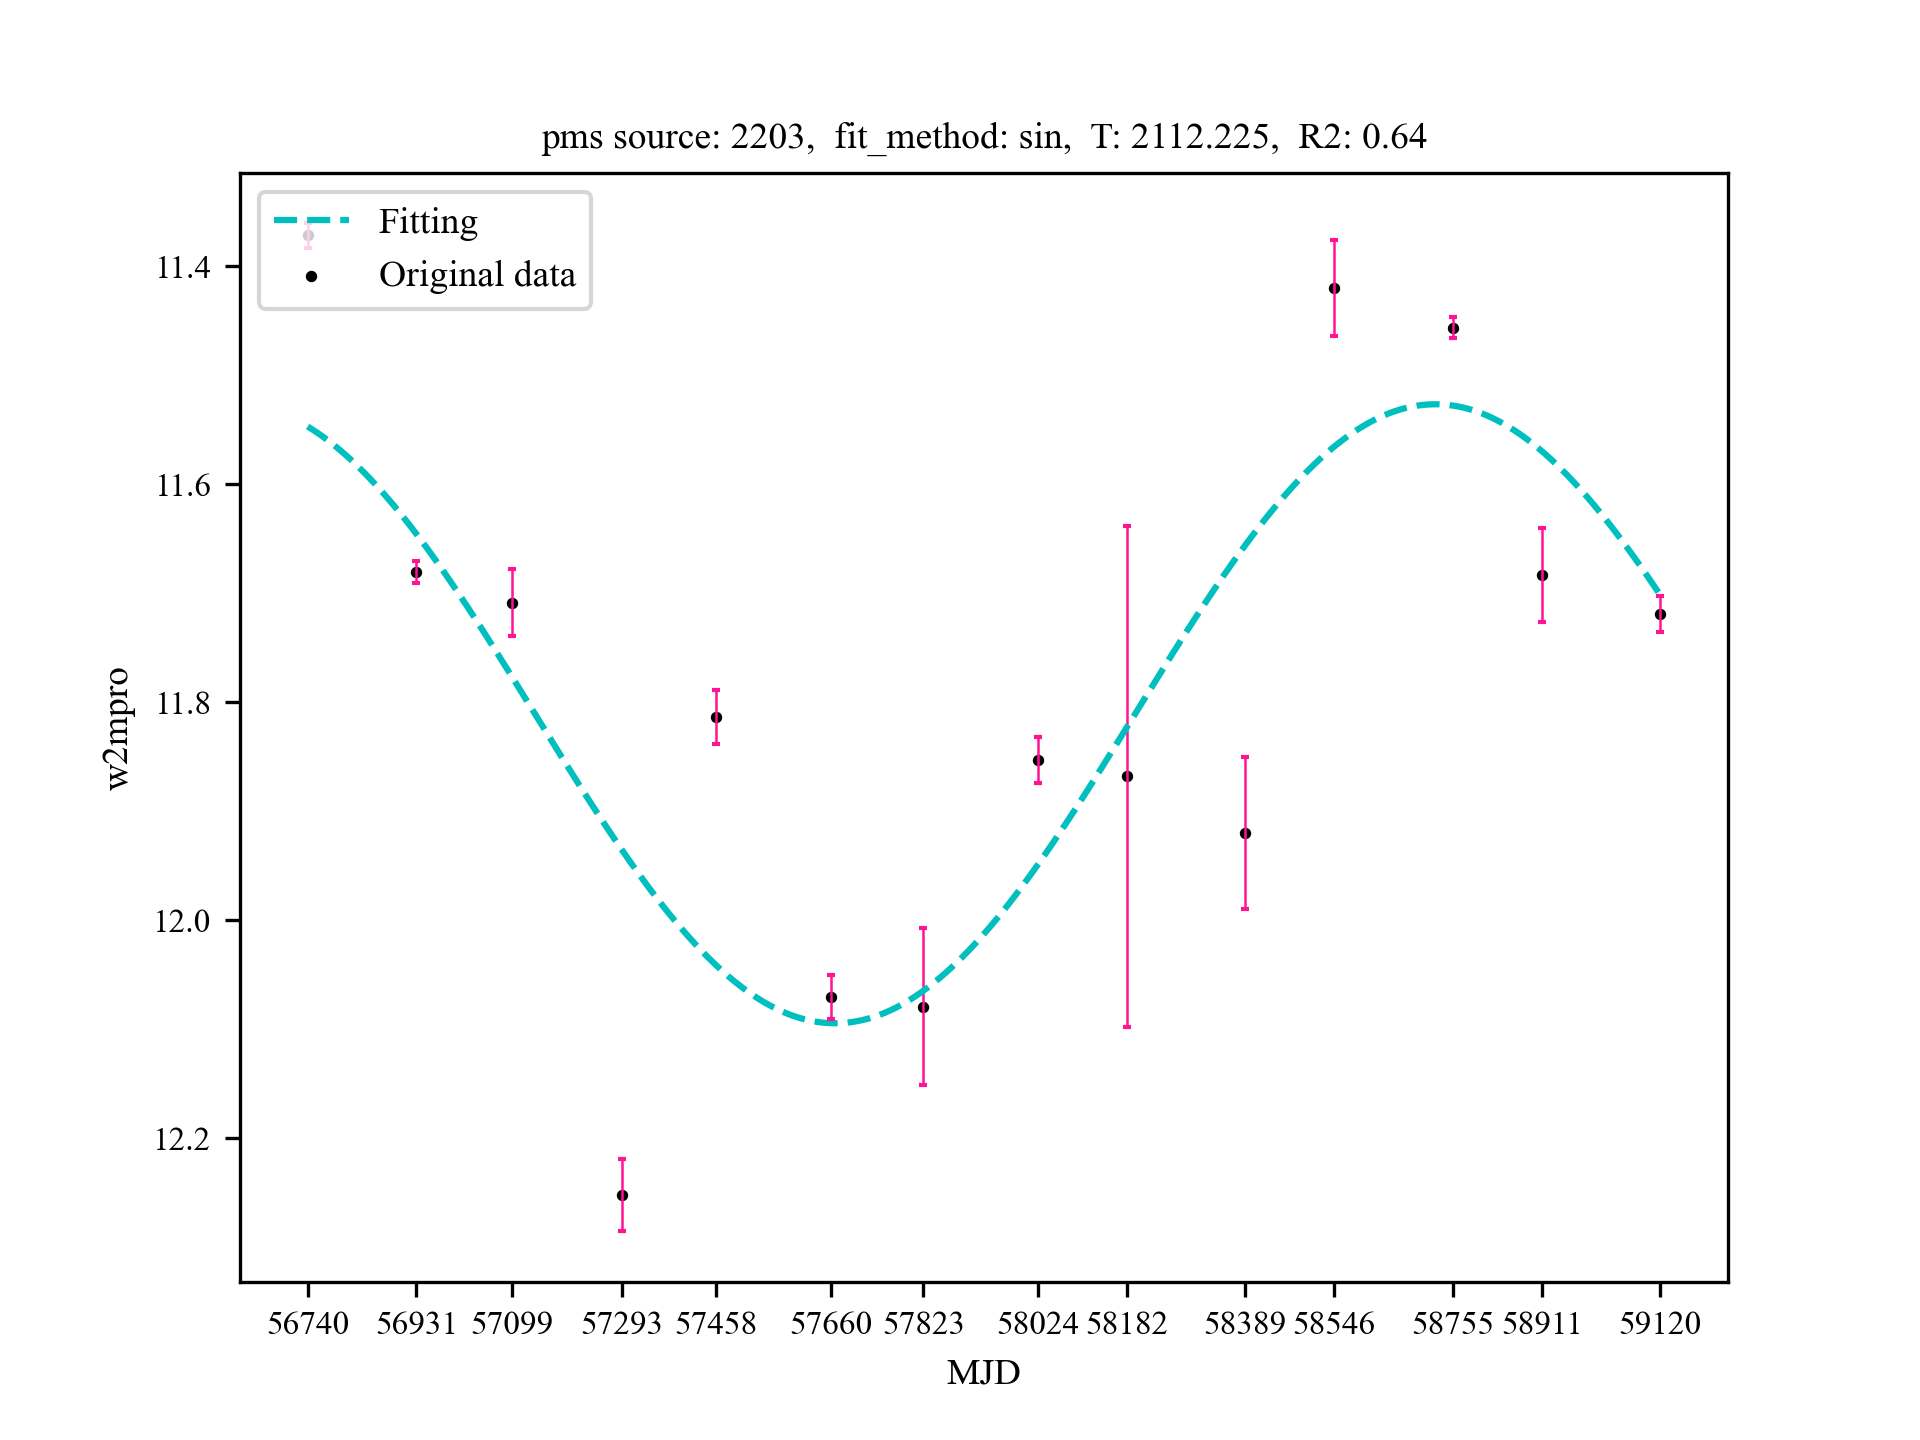 pms source: 2203,  fit_method: sin,  T: 2112.225,  R2: 0.64
Fitting
Original data
11.4
11.6
11.8
12.0
12.2
w2mpro
56740 56931 57099 57293 57458 57660 57823 58024 58182 58389 58546 58755 58911 59120
MJD